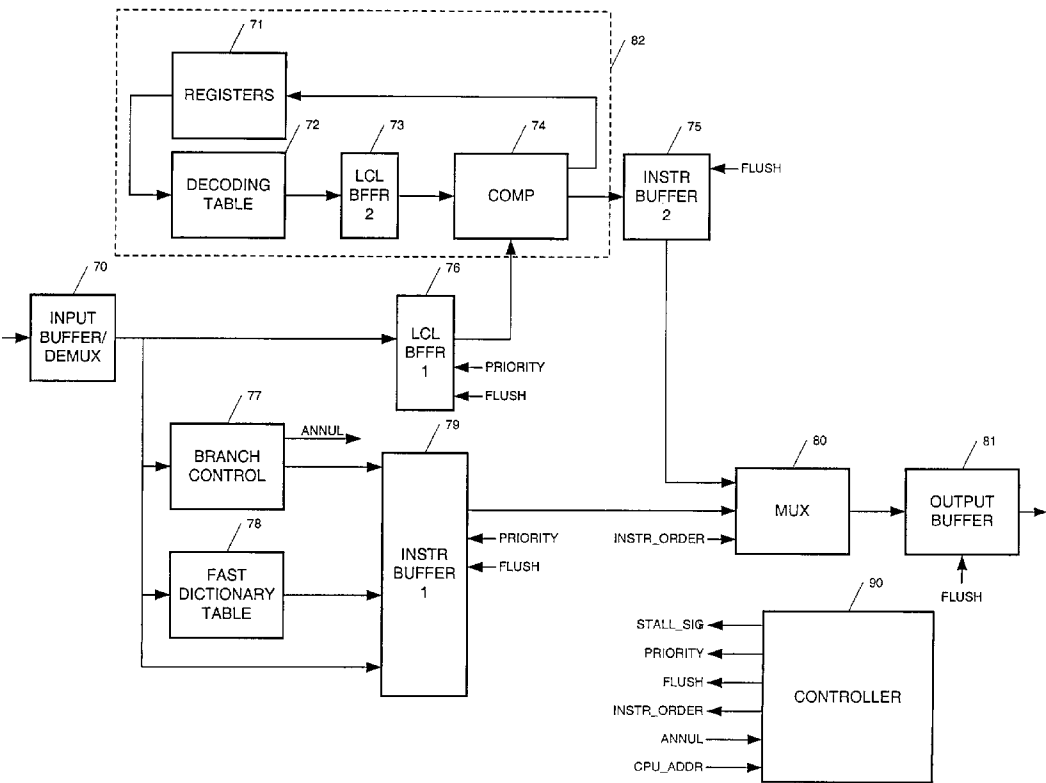 71
82
REGISTERS
72
73
74
75
DECODING
TABLE
LCL
BFFR
2
COMP
INSTR
BUFFER
2
FLUSH
70
76
INPUT
BUFFER/
DEMUX
LCL
BFFR
1
PRIORITY
FLUSH
77
ANNUL
79
BRANCH
CONTROL
80
81
MUX
OUTPUT
BUFFER
78
INSTR
BUFFER
1
PRIORITY
FLUSH
INSTR_ORDER
FAST
DICTIONARY
TABLE
FLUSH
90
STALL_SIG
PRIORITY
FLUSH
INSTR_ORDER
ANNUL
CPU_ADDR
CONTROLLER